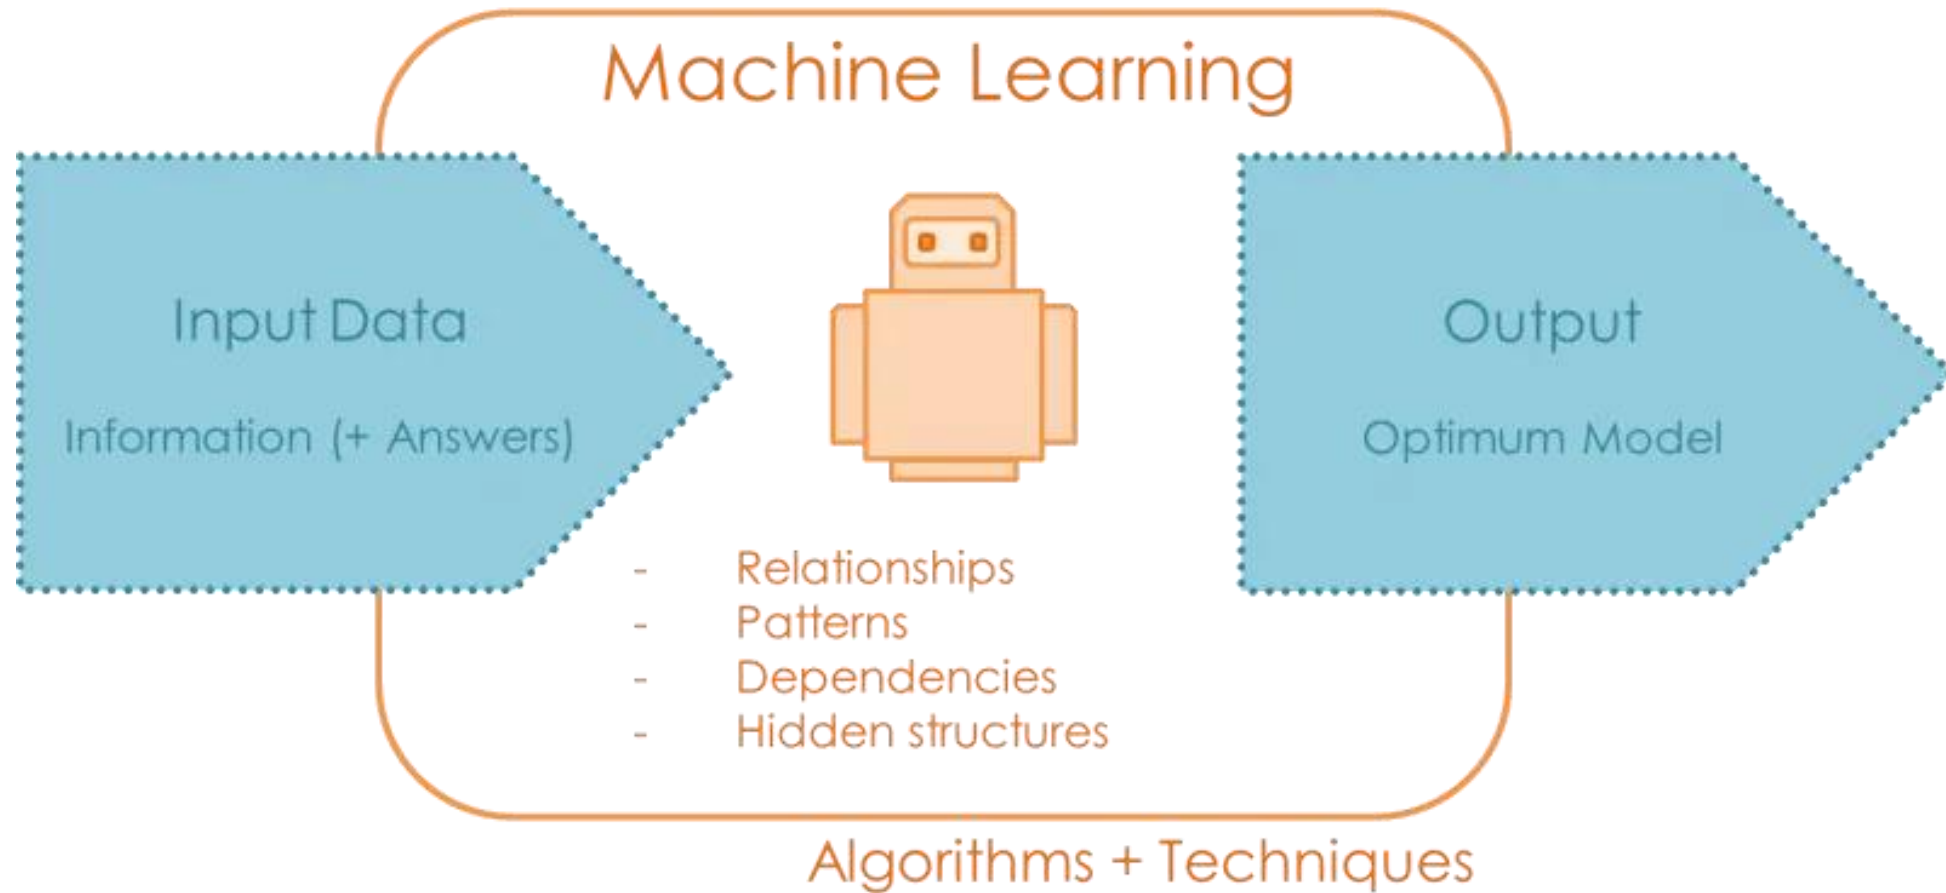 Machine Learning
Input Data
Information (+ Answers)
Output
Optimum Model
- Relationships
- Patterns
- Dependencies
- Hidden structures
Algorithms + Techniques